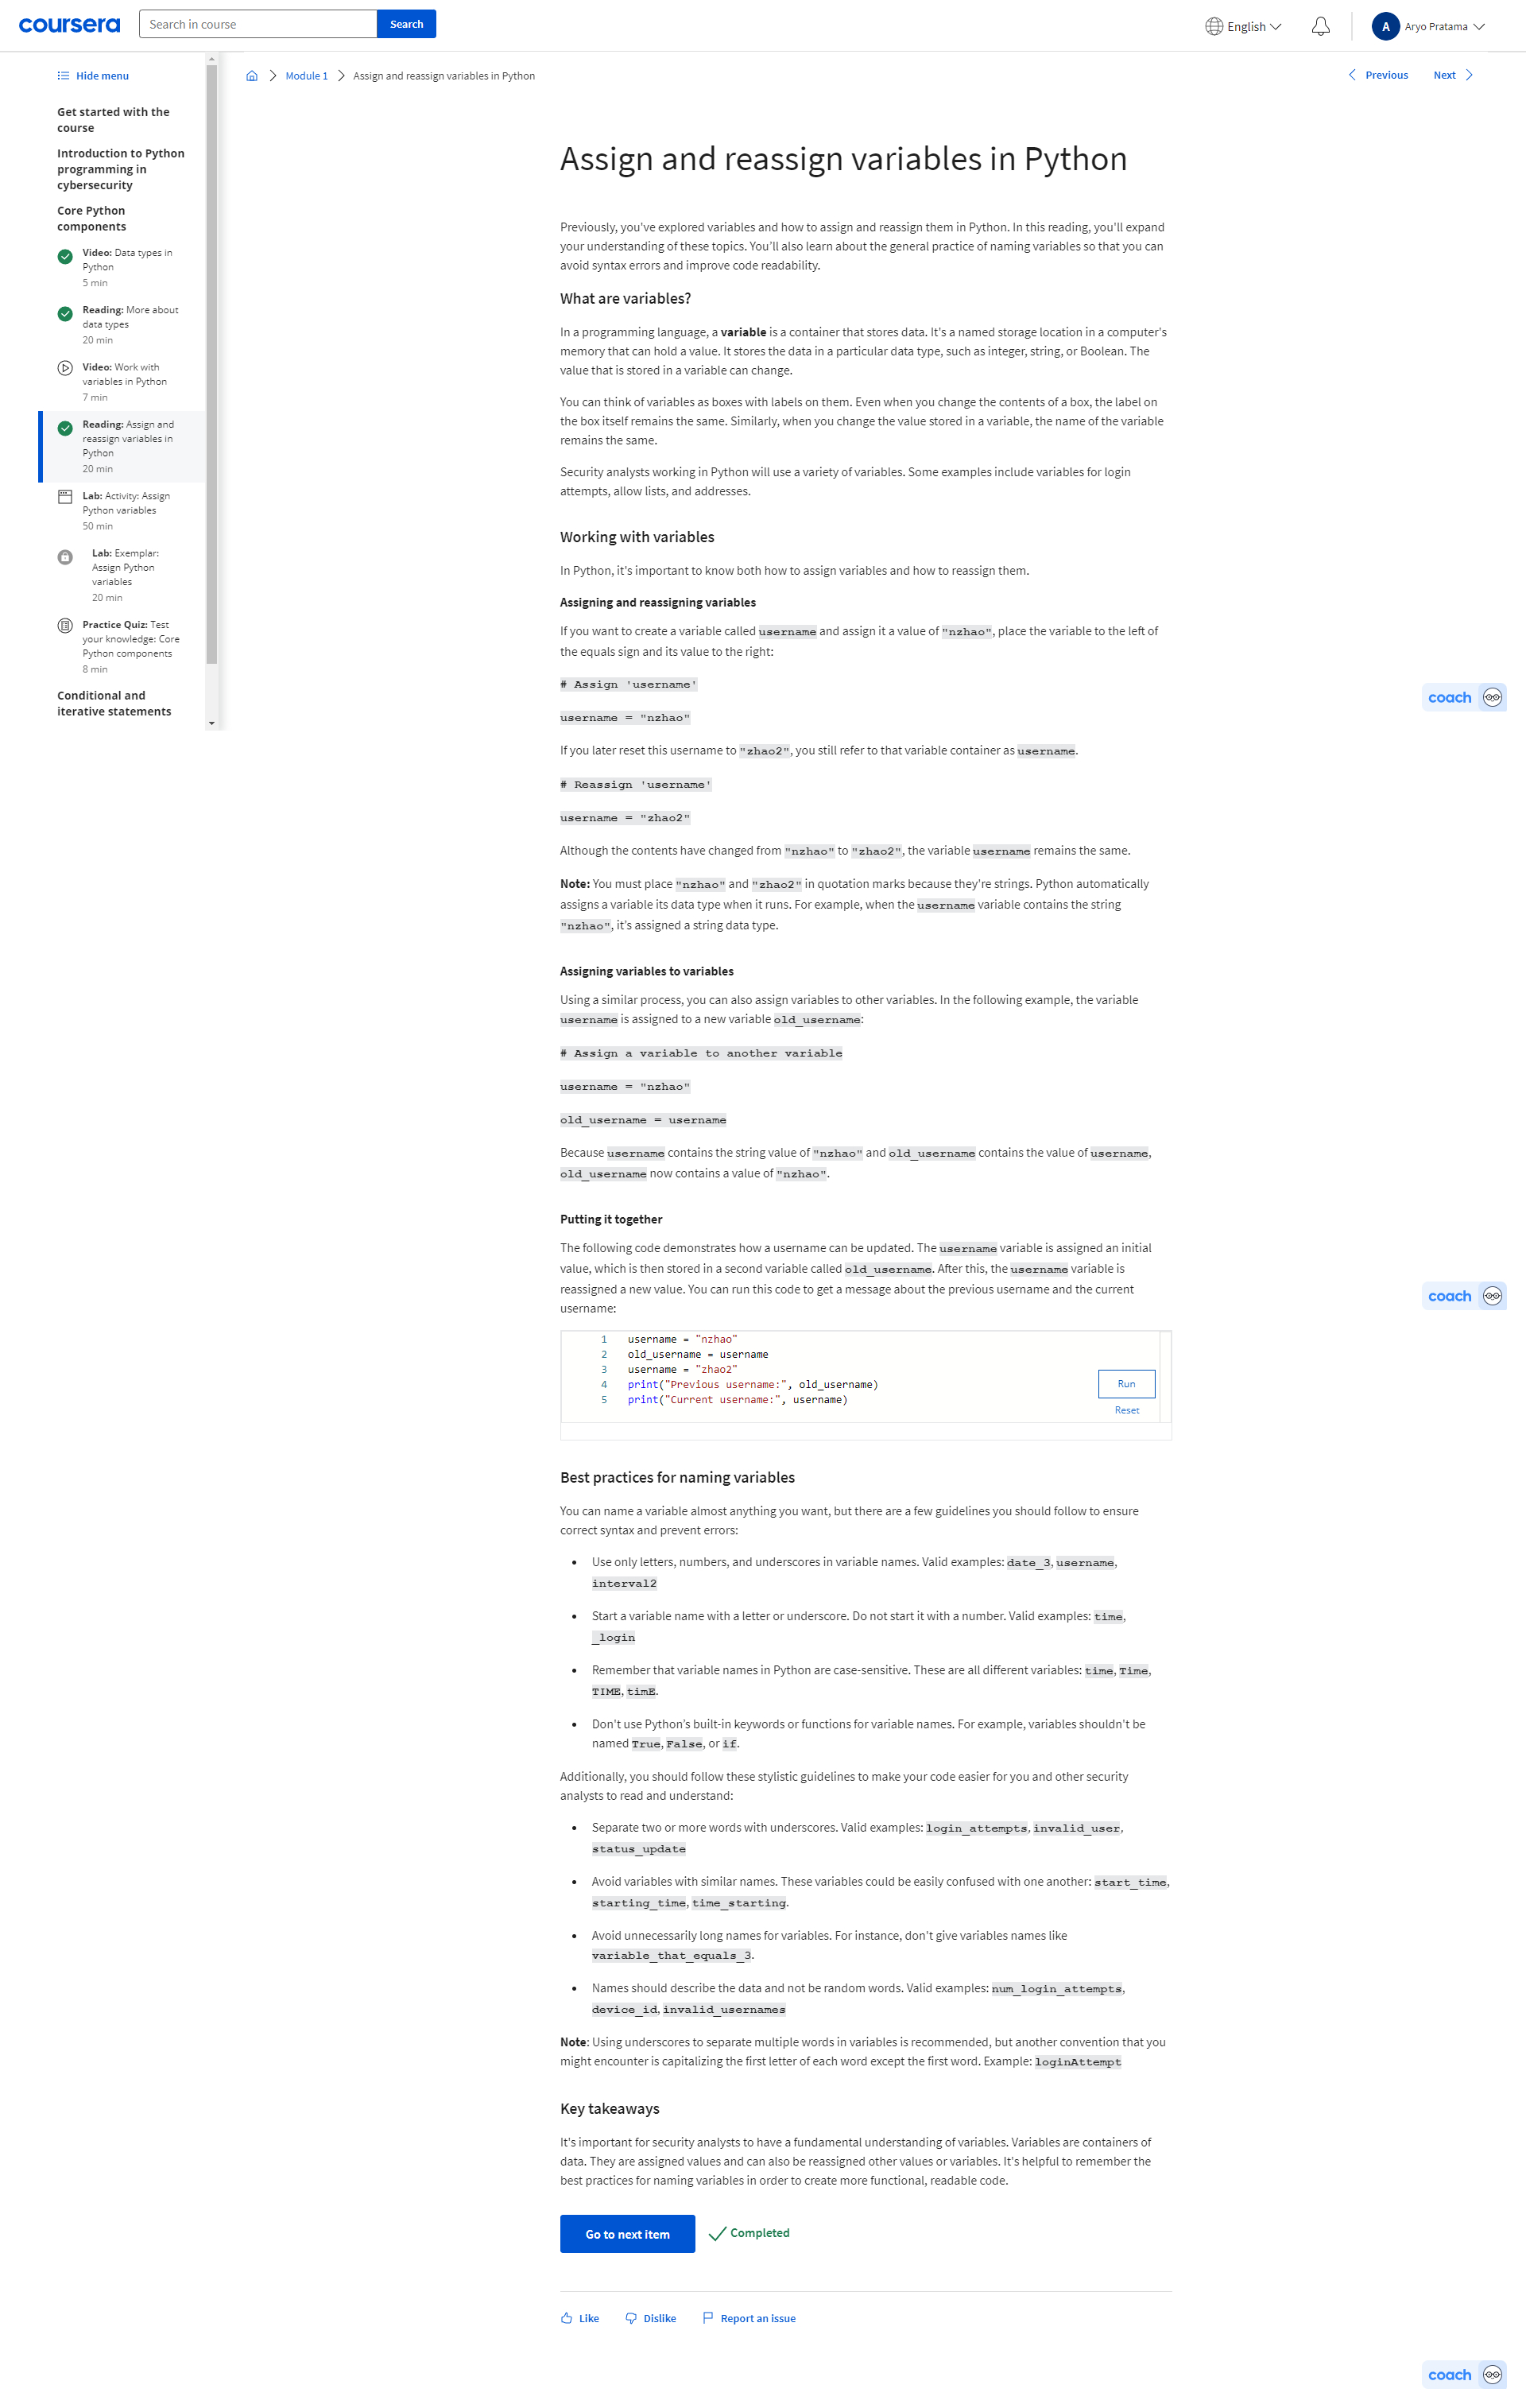 coursera
Search in course
Search
English
A
Aryo Pratama
Hide menu
Get started with the
course
Introduction to Python
programming in
cybersecurity
Core Python
components
Video: Data types in
Python
5 min
Reading: More about
data types
20 min
Video: Work with
variables in Python
7 min
Reading: Assign and
reassign variables in
Python
20 min
Lab: Activity: Assign
Python variables
50 min
Lab: Exemplar:
Assign Python
variables
20 min
Practice Quiz: Test
your knowledge: Core
Python components
8 min
Conditional and
iterative statements
Module 1
Assign and reassign variables in Python
Previous
Next
Assign and reassign variables in Python
Previously, you've explored variables and how to assign and reassign them in Python. In this reading, you'll expand
your understanding of these topics. You'll also learn about the general practice of naming variables so that you can
avoid syntax errors and improve code readability.
What are variables?
In a programming language, a variable is a container that stores data. It's a named storage location in a computer's
memory that can hold a value. It stores the data in a particular data type, such as integer, string, or Boolean. The
value that is stored in a variable can change.
You can think of variables as boxes with labels on them. Even when you change the contents of a box, the label on
the box itself remains the same. Similarly, when you change the value stored in a variable, the name of the variable
remains the same.
Security analysts working in Python will use a variety of variables. Some examples include variables for login
attempts, allow lists, and addresses.
Working with variables
In Python, it's important to know both how to assign variables and how to reassign them.
Assigning and reassigning variables
If you want to create a variable called username and assign it a value of "nzhao", place the variable to the left of
the equals sign and its value to the right:
# Assign 'username'
username = "nzhao"
If you later reset this username to "zhao2", you still refer to that variable container as username.
# Reassign 'username'
username = "zhao2"
Although the contents have changed from "nzhao" to "zhao2", the variable username remains the same.
Note: You must place "nzhao" and "zhao2" in quotation marks because they're strings. Python automatically
assigns a variable its data type when it runs. For example, when the username variable contains the string
"nzhao", it's assigned a string data type.
Assigning variables to variables
Using a similar process, you can also assign variables to other variables. In the following example, the variable
username is assigned to a new variable old_username:
# Assign a variable to another variable
username = "nzhao"
old_username = username
Because username contains the string value of "nzhao" and old_username contains the value of username,
old_username now contains a value of "nzhao".
Putting it together
The following code demonstrates how a username can be updated. The username variable is assigned an initial
value, which is then stored in a second variable called old_username. After this, the username variable is
reassigned a new value. You can run this code to get a message about the previous username and the current
username:
1 username = "nzhao"
2 old_username = username
3 username = "zhao2"
4 print("Previous username:", old_username)
5 print("Current username:", username)
Run
Reset
Best practices for naming variables
You can name a variable almost anything you want, but there are a few guidelines you should follow to ensure
correct syntax and prevent errors:
• Use only letters, numbers, and underscores in variable names. Valid examples: date_3, username,
interval2
• Start a variable name with a letter or underscore. Do not start it with a number. Valid examples: time,
_login
• Remember that variable names in Python are case-sensitive. These are all different variables: time, Time,
TIME, timE.
• Don't use Python's built-in keywords or functions for variable names. For example, variables shouldn't be
named True, False, or if.
Additionally, you should follow these stylistic guidelines to make your code easier for you and other security
analysts to read and understand:
• Separate two or more words with underscores. Valid examples: login_attempts, invalid_user,
status_update
• Avoid variables with similar names. These variables could be easily confused with one another: start_time,
starting_time, time_starting.
• Avoid unnecessarily long names for variables. For instance, don't give variables names like
variable_that_equals_3.
• Names should describe the data and not be random words. Valid examples: num_login_attempts,
device_id, invalid_usernames
Note: Using underscores to separate multiple words in variables is recommended, but another convention that you
might encounter is capitalizing the first letter of each word except the first word. Example: loginAttempt
Key takeaways
It's important for security analysts to have a fundamental understanding of variables. Variables are containers of
data. They are assigned values and can also be reassigned other values or variables. It's helpful to remember the
best practices for naming variables in order to create more functional, readable code.
Go to next item
Completed
Like
Dislike
Report an issue
coach
coach
coach